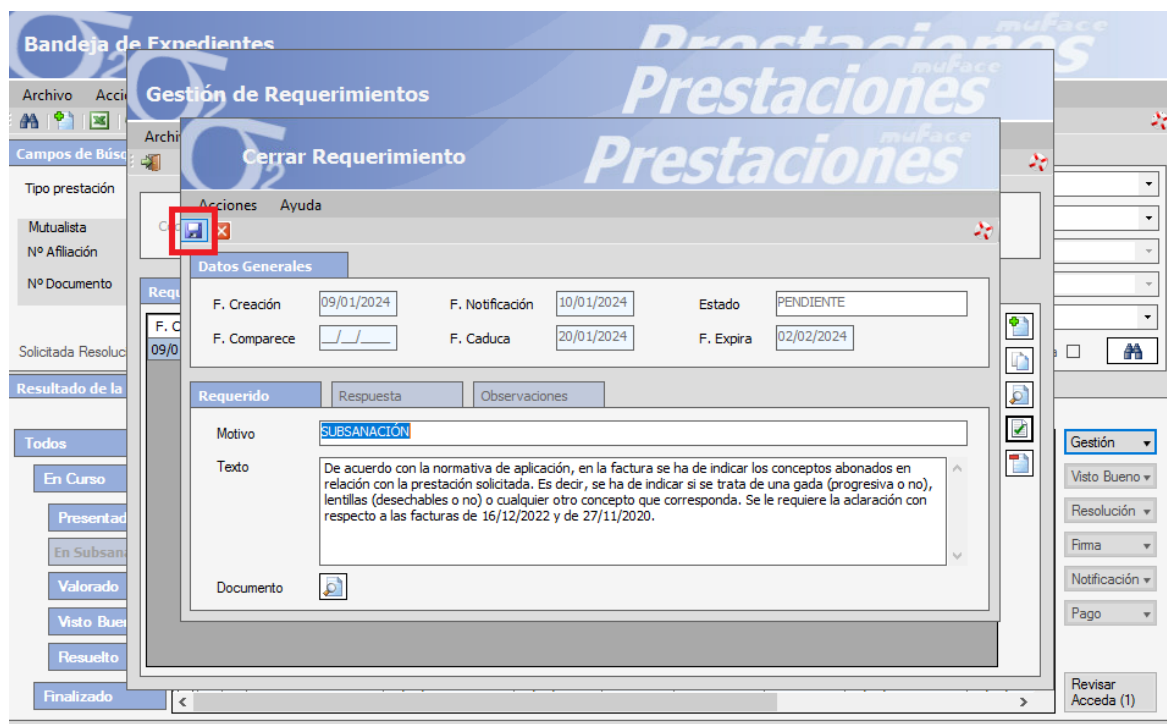 Bandeja de Expedientes
muface
Prestaciones
Archivo
Gestión de Requerimientos
muface
Prestaciones
Campos de
Tipo prestación
Mutualista
Nº Afiliación
Nº Documento
Cerrar Requerimiento
muface
Prestaciones
Acciones Ayuda
Datos Generales
F. Creación 09/01/2024 F. Notificación 10/01/2024 Estado PENDIENTE
F. Comparece __/__/____ F. Caduca 20/01/2024 F. Expira 02/02/2024
Requerido Respuesta Observaciones
Motivo SUBSANACIÓN
Texto
De acuerdo con la normativa de aplicación, en la factura se ha de indicar los conceptos abonados en
relación con la prestación solicitada. Es decir, se ha de indicar si se trata de una gada (progresiva o no),
lentillas (desechables o no) o cualquier otro concepto que corresponda. Se le requiere la aclaración con
respecto a las facturas de 16/12/2022 y de 27/11/2020.
Documento
Solicitada
Resultado de la
Todos
En Curso
En
Valorado
Visto
Resuelto
Finalizado
Gestión
Visto Bueno
Resolución
Firma
Notificación
Pago
Revisar
Acceda (1)